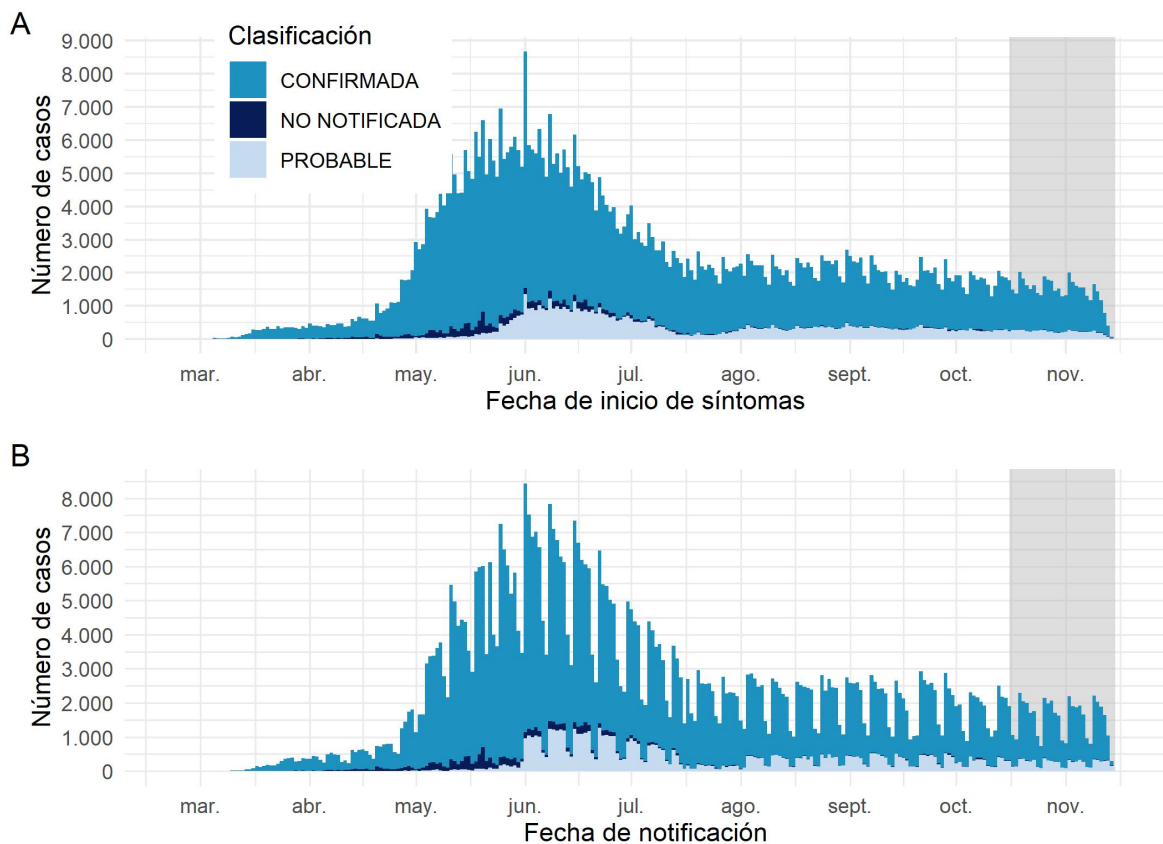 A
Clasificación
CONFIRMADA
NO NOTIFICADA
PROBABLE
Número de casos
9.000
8.000
7.000
6.000
5.000
4.000
3.000
2.000
1.000
0
mar. abr. may. jun. jul. ago. sept. oct. nov.
Fecha de inicio de síntomas
B
Número de casos
8.000
7.000
6.000
5.000
4.000
3.000
2.000
1.000
0
mar. abr. may. jun. jul. ago. sept. oct. nov.
Fecha de notificación